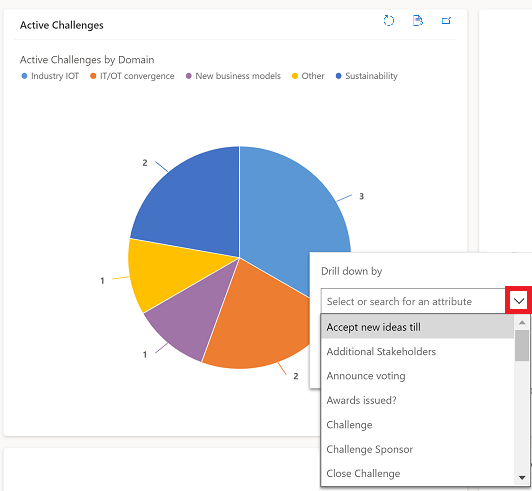 Active Challenges
Active Challenges by Domain
Industry IOT IT/OT convergence New business models Other Sustainability
2
3
1
1
2
Drill down by
Select or search for an attribute
Accept new ideas till
Additional Stakeholders
Announce voting
Awards issued?
Challenge
Challenge Sponsor
Close Challenge